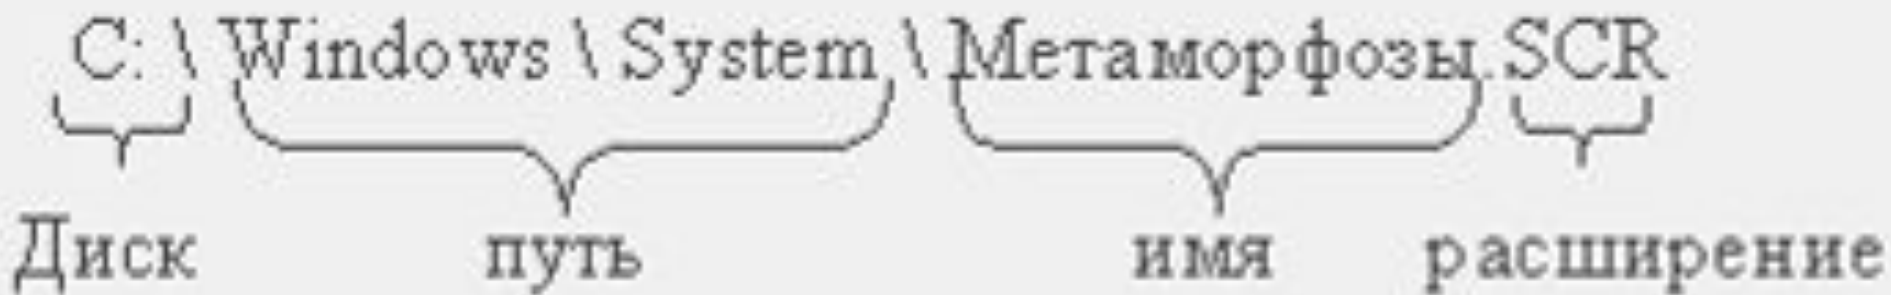 C:\Windows\System\Метаморфозы.SCR
Диск путь имя расширение